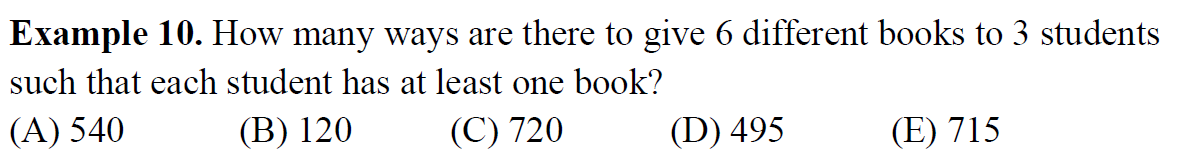 Example 10. How many ways are there to give 6 different books to 3 students
such that each student has at least one book?
(A) 540 (B) 120 (C) 720 (D) 495 (E) 715